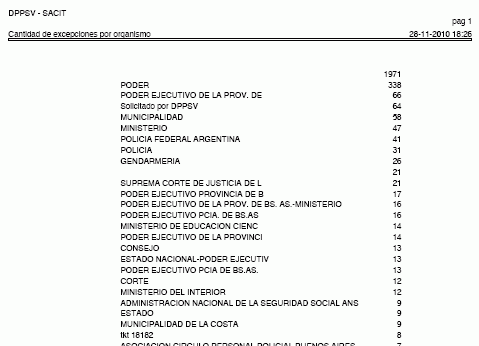 DPPSV - SACIT
pag 1
Cantidad de excepciones por organismo 28-11-2010 18:26
1971
PODER 338
PODER EJECUTIVO DE LA PROV. DE 66
Solicitado por DPPSV 64
MUNICIPALIDAD 58
MINISTERIO 47
POLICIA FEDERAL ARGENTINA 41
POLICIA 31
GENDARMERIA 26
21
SUPREMA CORTE DE JUSTICIA DE L 21
PODER EJECUTIVO PROVINCIA DE B 17
PODER EJECUTIVO DE LA PROV. DE BS. AS.-MINISTERIO 16
PODER EJECUTIVO PCIA. DE BS.AS 16
MINISTERIO DE EDUCACION CIENC 14
PODER EJECUTIVO DE LA PROVINCI 14
CONSEJO 13
ESTADO NACIONAL-PODER EJECUTIV 13
PODER EJECUTIVO PCIA DE BS.AS. 13
CORTE 12
MINISTERIO DEL INTERIOR 12
ADMINISTRACION NACIONAL DE LA SEGURIDAD SOCIAL ANS 9
ESTADO 9
MUNICIPALIDAD DE LA COSTA 9
tkt 18182 8
ASOCIACION CIRCULO PERSONAL POLICIAL BUENOS AIRES 7